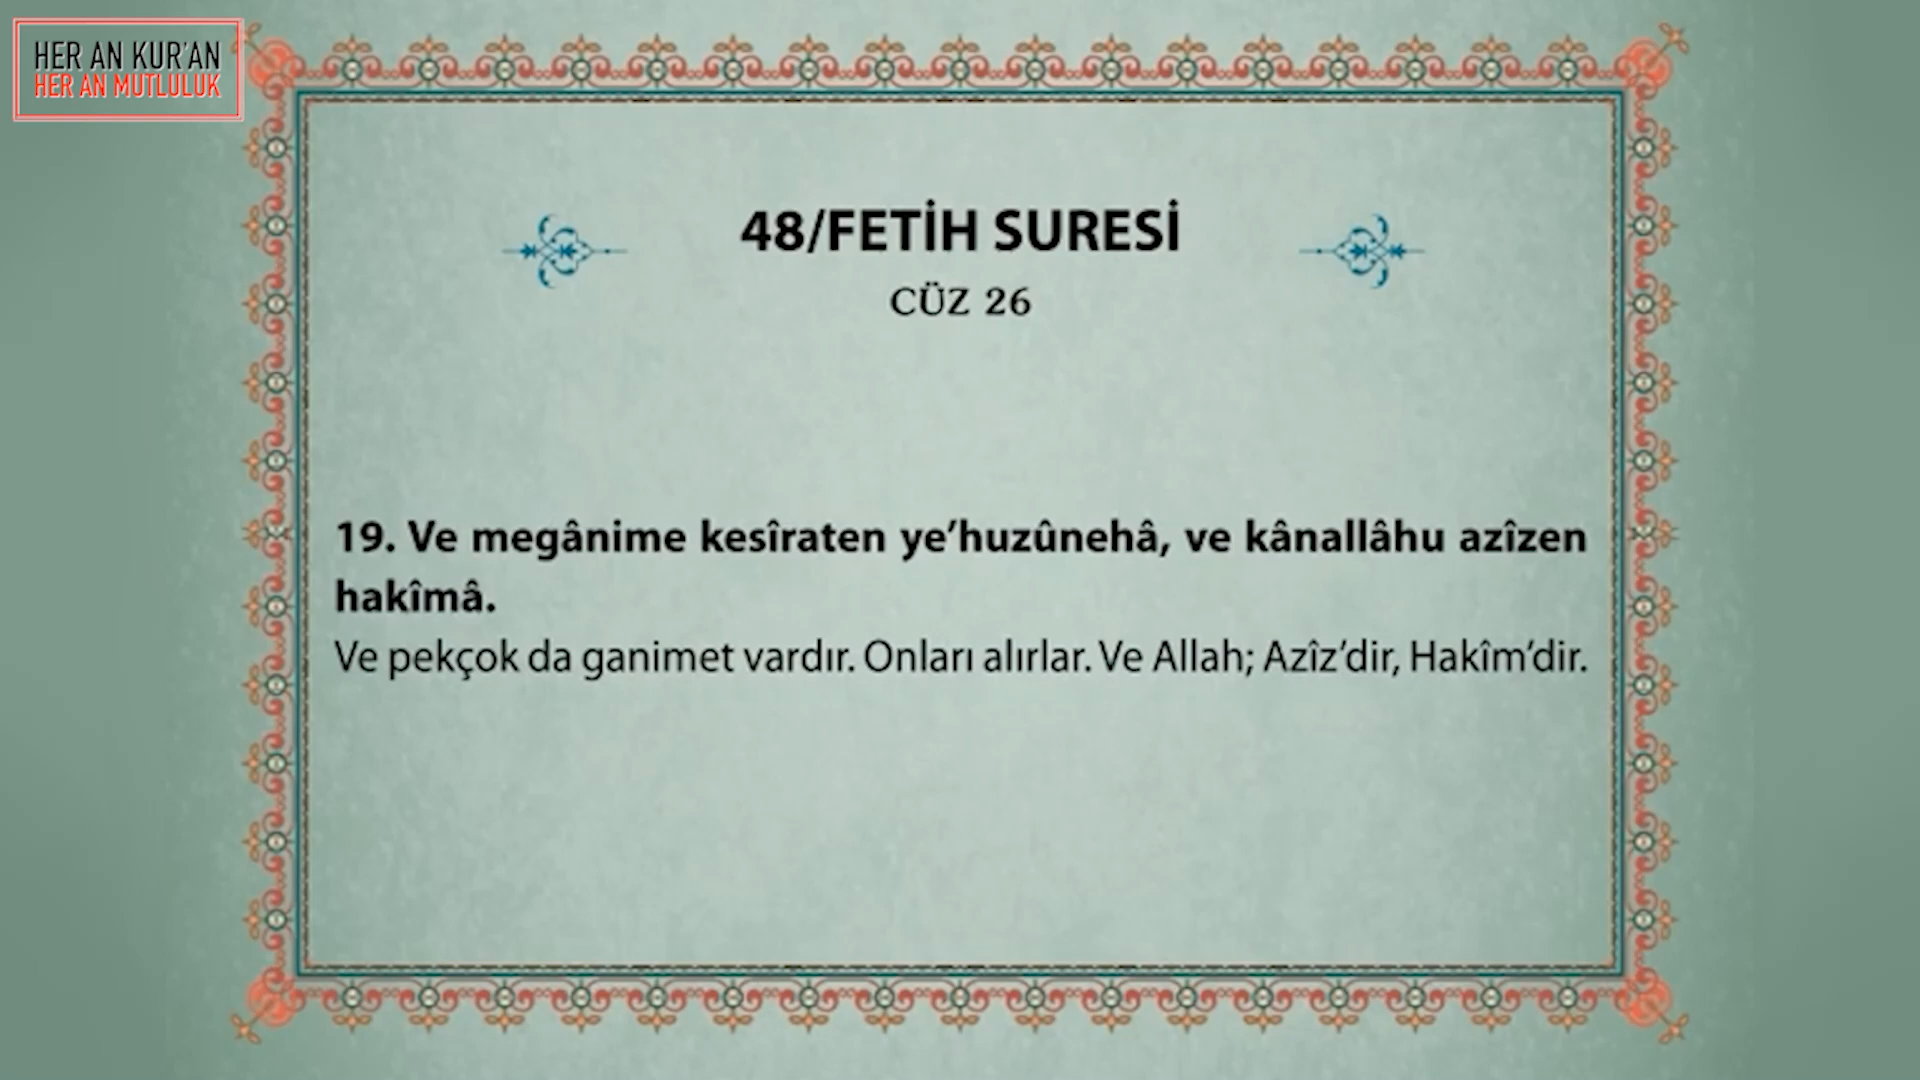 HER AN KUR'AN
HER AN MUTLULUK
48/FETİH SURESİ
CÜZ 26
19. Ve megânime kesîraten ye’huzûnehâ, ve kânallâhu azîzen
hakîmâ.
Ve pekçok da ganimet vardır. Onları alırlar. Ve Allah; Azîz’dir, Hakîm’dir.